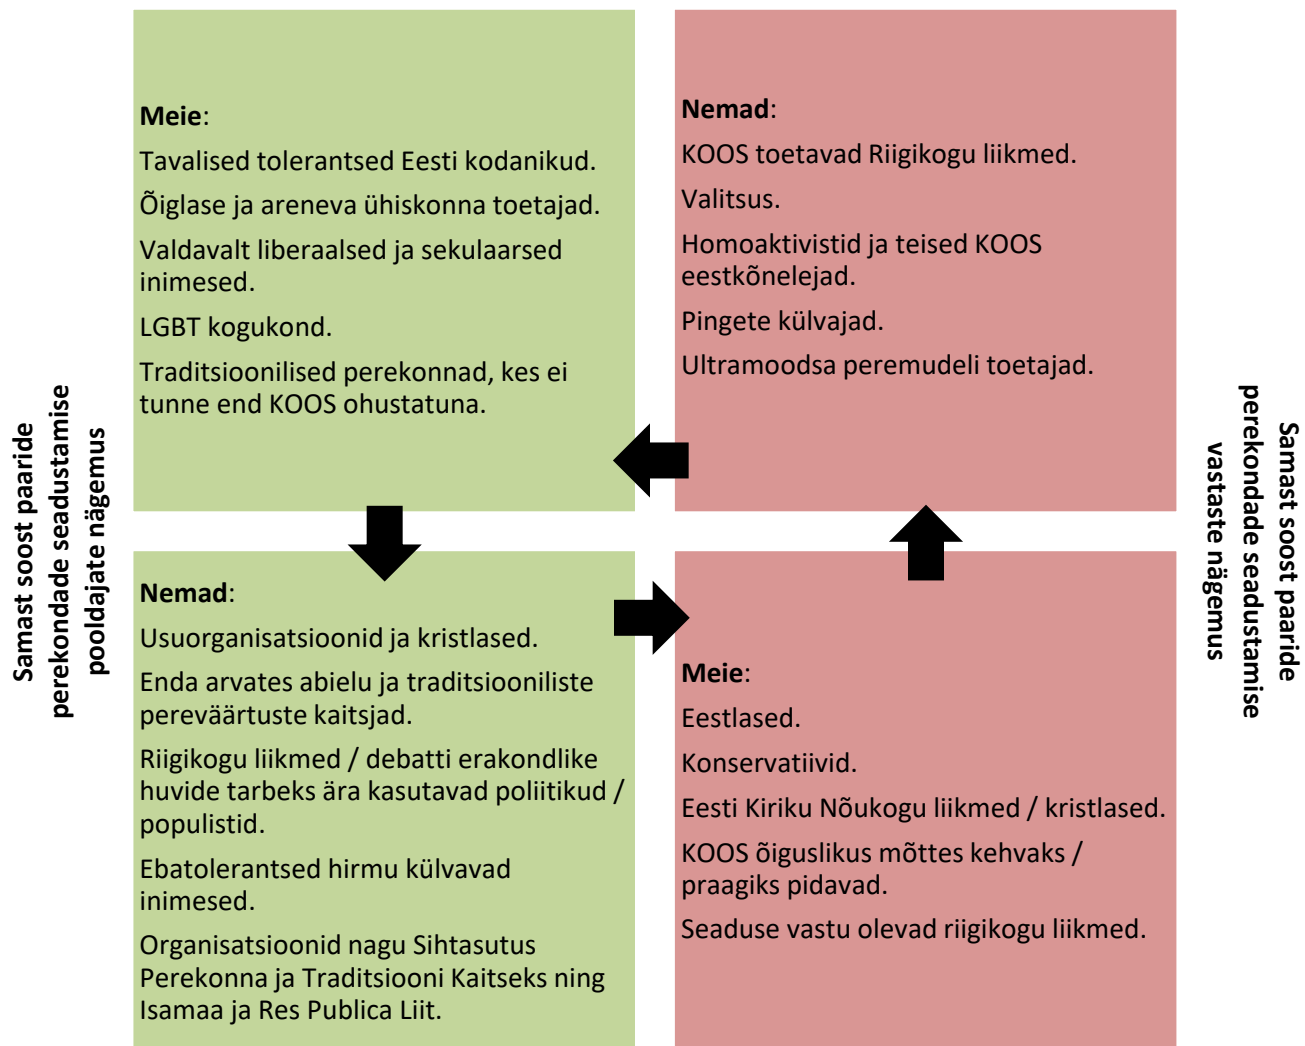 Samast soost paaride
perekondade seadustamise
pooldajate nägemus
Meie:
Tavalised tolerantsed Eesti kodanikud.
Õiglase ja areneva ühiskonna toetajad.
Valdavalt liberaalsed ja sekulaarsed
inimesed.
LGBT kogukond.
Traditsioonilised perekonnad, kes ei
tunne end KOOS ohustatuna.
Nemad:
Usuorganisatsioonid ja kristlased.
Enda arvates abielu ja traditsiooniliste
pereväärtuste kaitsjad.
Riigikogu liikmed / debatti erakondlike
huvide tarbeks ära kasutavad poliitikud /
populistid.
Ebatolerantsed hirmu külvavad
inimesed.
Organisatsioonid nagu Sihtasutus
Perekonna ja Traditsiooni Kaitseks ning
Isamaa ja Res Publica Liit.
Nemad:
KOOS toetavad Riigikogu liikmed.
Valitsus.
Homoaktivistid ja teised KOOS
eestkõnelejad.
Pingete külvajad.
Ultramoodsa peremudeli toetajad.
Meie:
Eestlased.
Konservatiivid.
Eesti Kiriku Nõukogu liikmed / kristlased.
KOOS õiguslikus mõttes kehvaks /
praagiks pidavad.
Seaduse vastu olevad riigikogu liikmed.
Samast soost paaride
perekondade seadustamise
vastaste nägemus